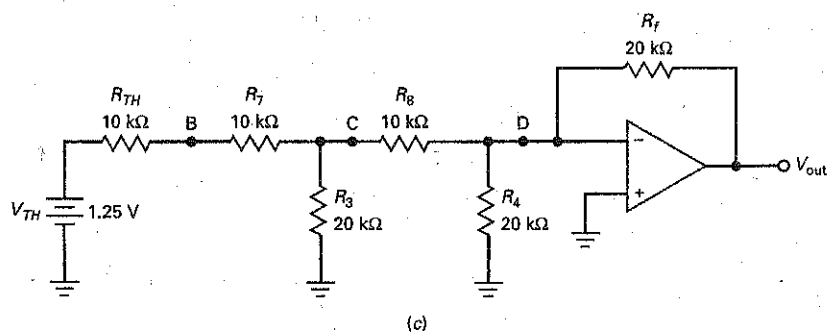 R_f
20 kΩ
R_TH
10 kΩ
B
R_7
10 kΩ
C
R_8
10 kΩ
D
−
+
V_out
V_TH
1.25 V
R_3
20 kΩ
R_4
20 kΩ
(c)